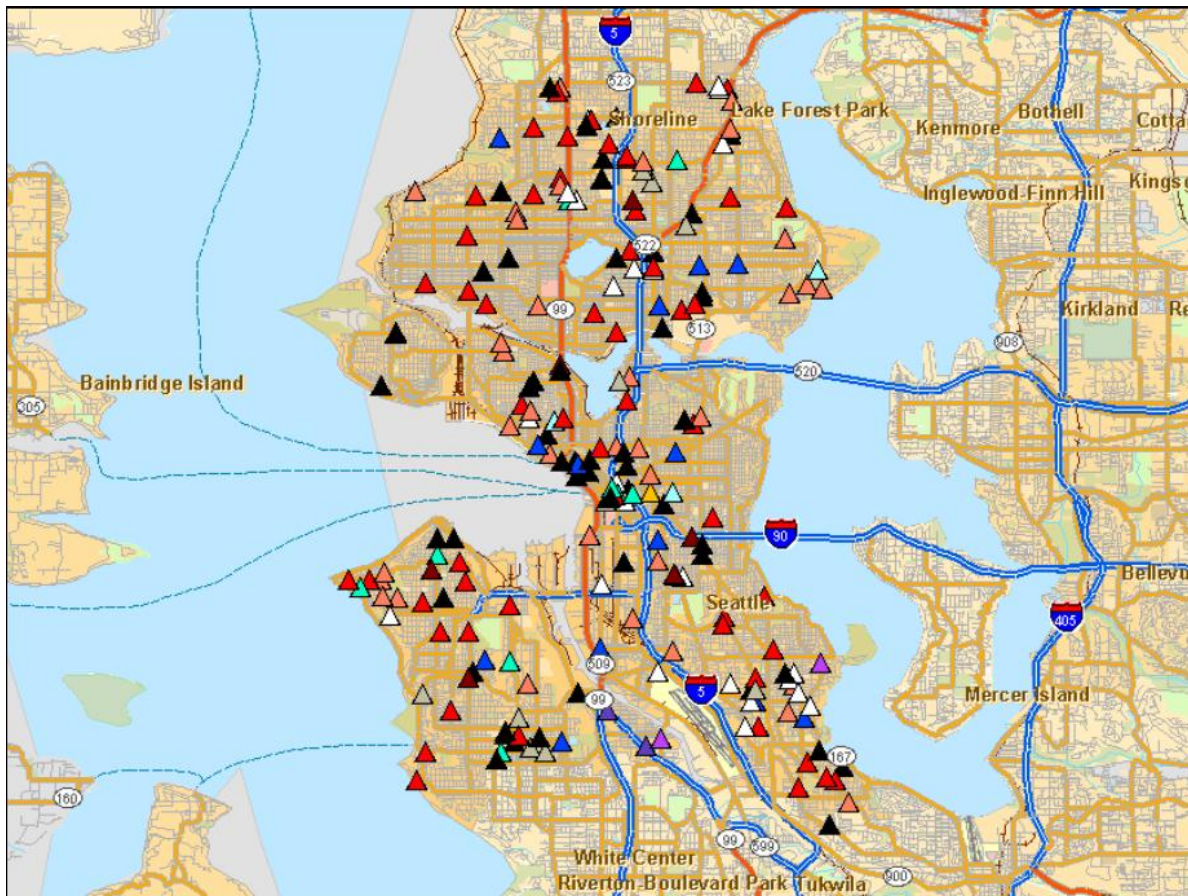 5
523
Lake Forest Park
Bothell
Shoreline
Kenmore
Cotta
Kings
Inglewood-Finn Hill
522
99
513
Kirkland
Re
908
Bainbridge Island
520
305
90
Bellevu
Seattle
405
509
5
99
Mercer Island
167
160
99
599
White Center
Riverton-Boulevard Park
Tukwila
900